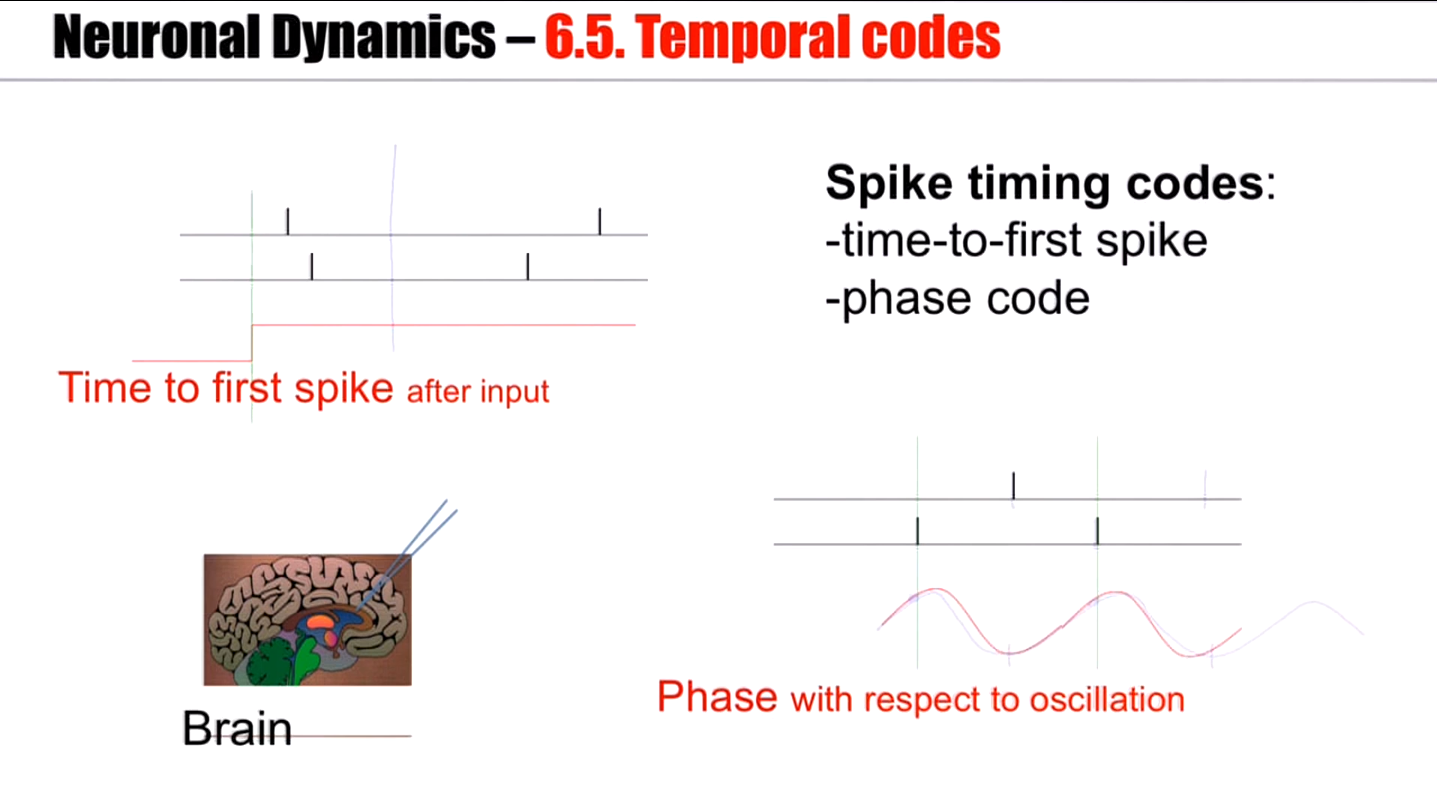 Neuronal Dynamics – 6.5. Temporal codes
Spike timing codes:
-time-to-first spike
-phase code
Time to first spike after input
Phase with respect to oscillation
Brain